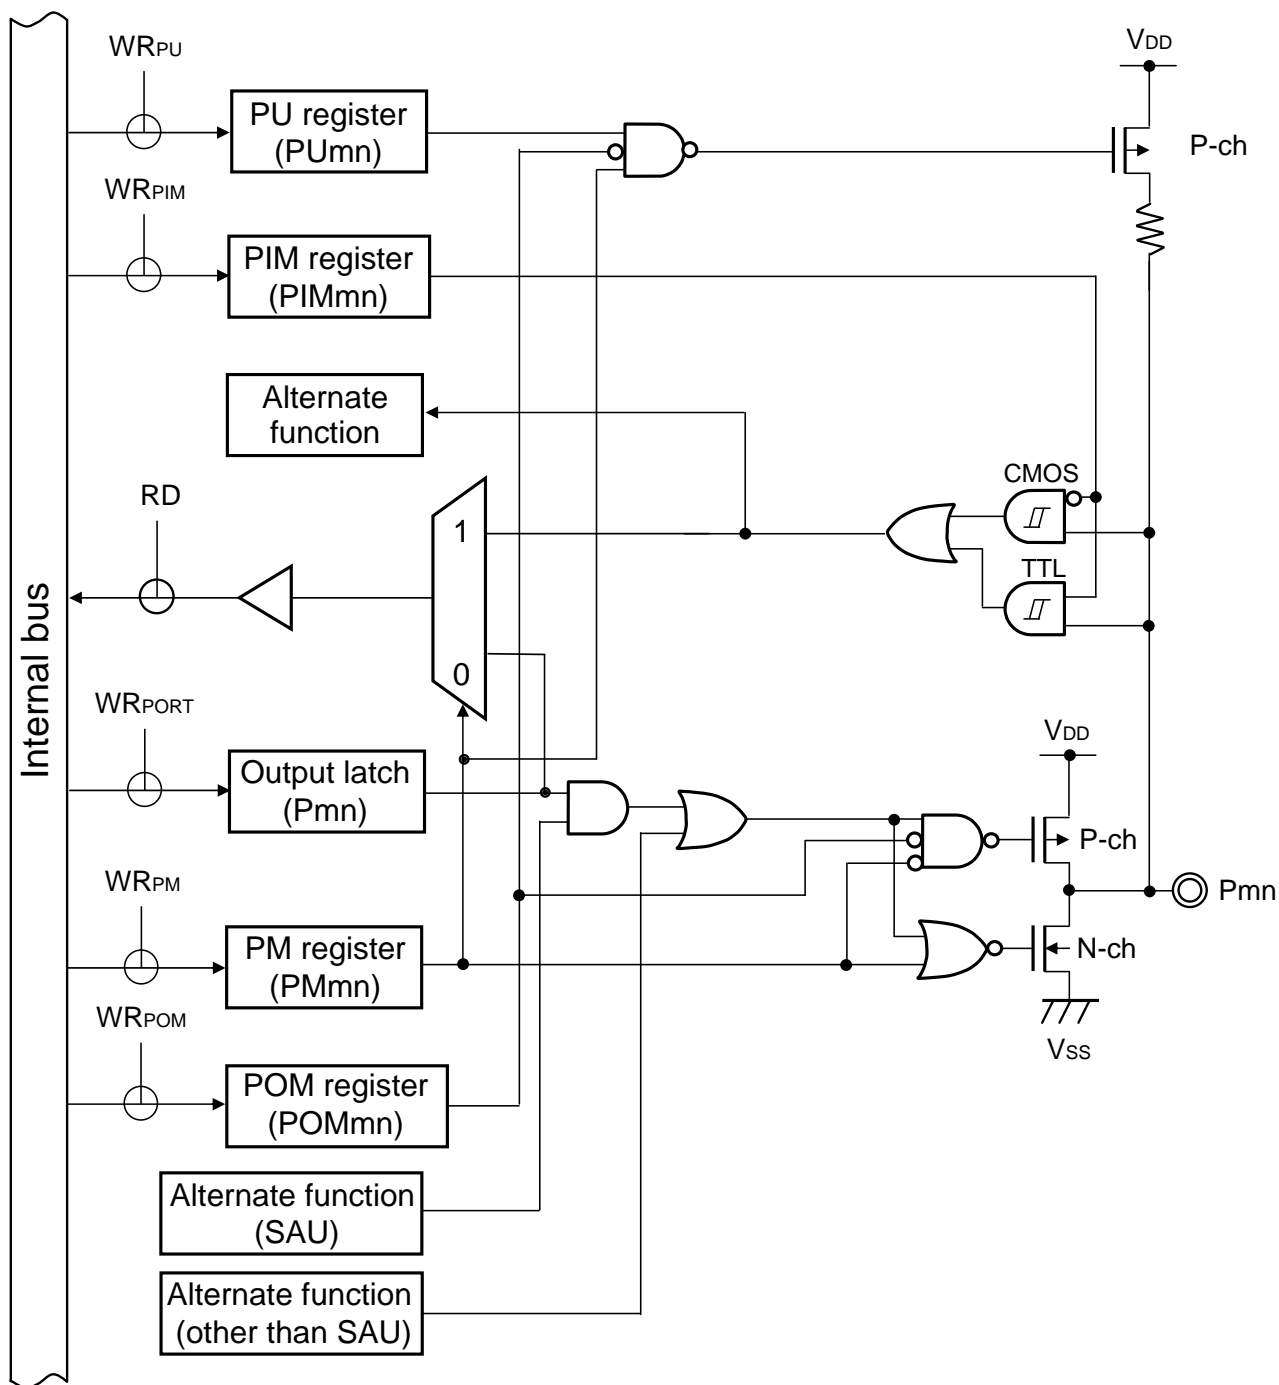 WRPU
VDD
PU register
(PUmn)
P-ch
WRPIM
PIM register
(PIMmn)
Alternate
function
CMOS
RD
1
TTL
Internal bus
0
WRPORT
VDD
Output latch
(Pmn)
P-ch
WRPM
Pmn
PM register
(PMmn)
N-ch
WRPOM
VSS
POM register
(POMmn)
Alternate function
(SAU)
Alternate function
(other than SAU)